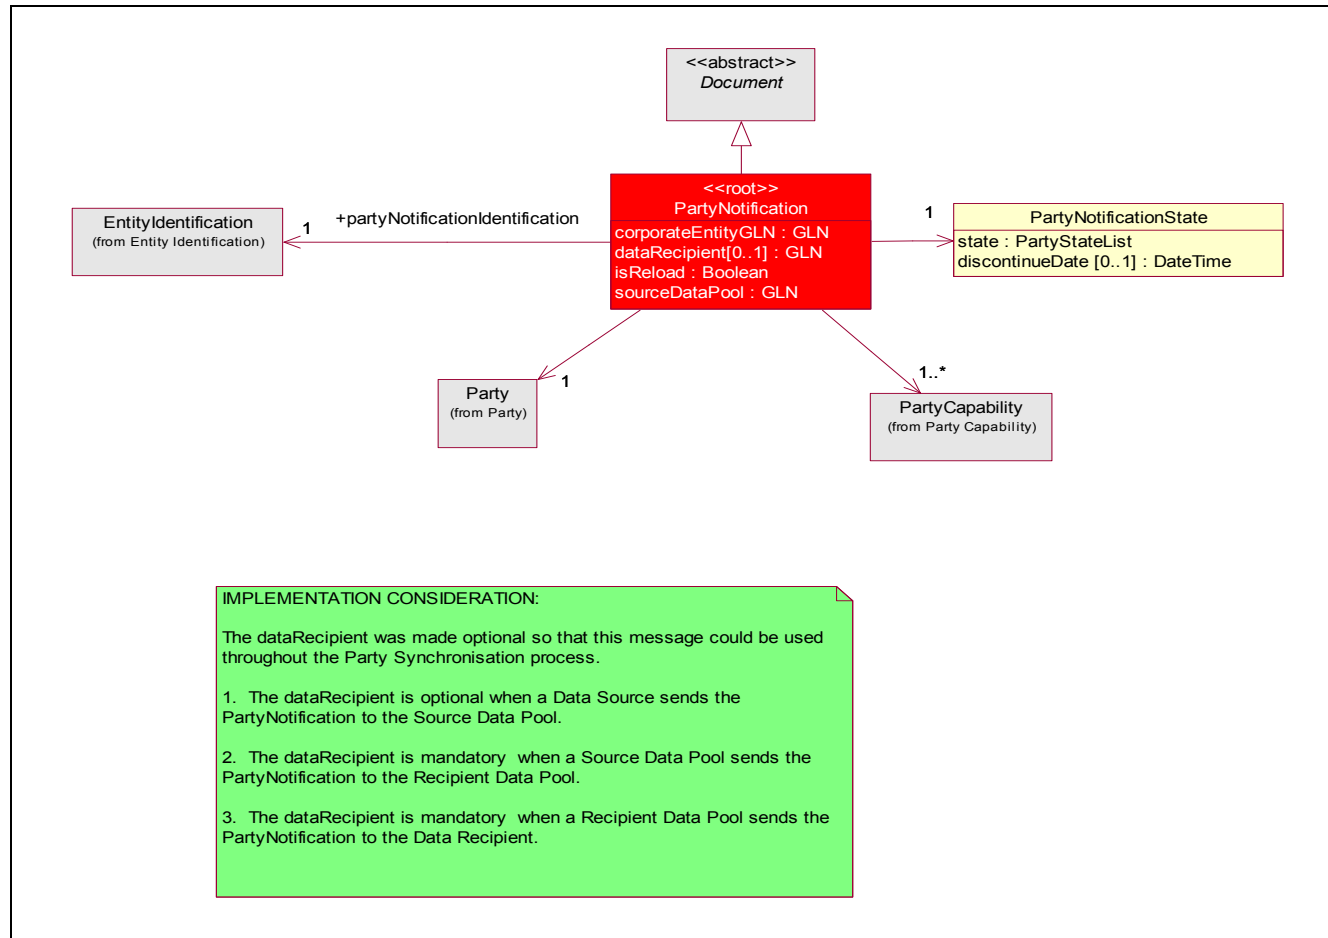 <<abstract>>
Document
<<root>>
PartyNotification
corporateEntityGLN : GLN
dataRecipient[0..1] : GLN
isReload : Boolean
sourceDataPool : GLN
EntityIdentification
(from Entity Identification)
1
+partyNotificationIdentification
1
PartyNotificationState
state : PartyStateList
discontinueDate [0..1] : DateTime
Party
(from Party)
1
1..*
PartyCapability
(from Party Capability)
IMPLEMENTATION CONSIDERATION:
The dataRecipient was made optional so that this message could be used
throughout the Party Synchronisation process.
1.  The dataRecipient is optional when a Data Source sends the
PartyNotification to the Source Data Pool.
2.  The dataRecipient is mandatory  when a Source Data Pool sends the
PartyNotification to the Recipient Data Pool.
3.  The dataRecipient is mandatory  when a Recipient Data Pool sends the
PartyNotification to the Data Recipient.